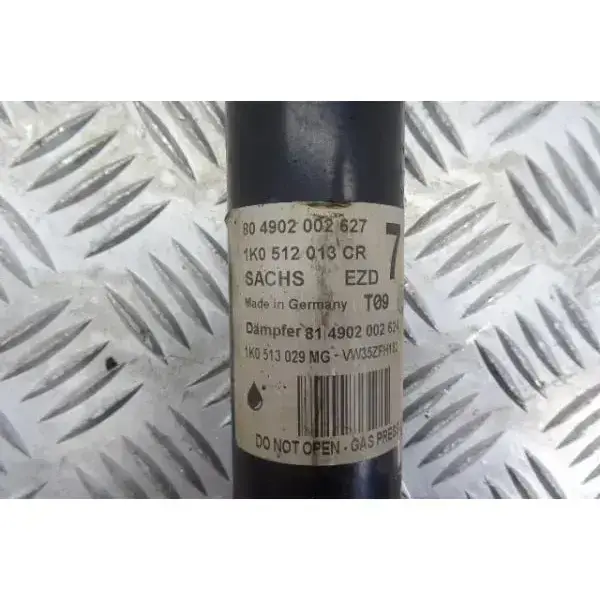 80 4902 002 627
1K0 512 013 CR 7
SACHS EZD
Made in Germany T09
Dämpfer 81 4902 002 624
1K0 513 029 MG - VW35ZFH1
DO NOT OPEN - GAS PRES